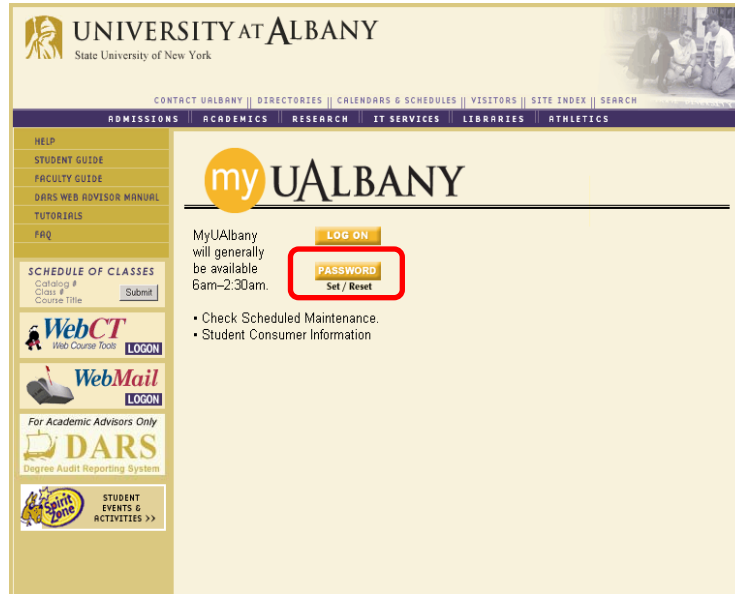 UNIVERSITY AT ALBANY
State University of New York
CONTACT UALBANY || DIRECTORIES || CALENDARS & SCHEDULES || VISITORS || SITE INDEX || SEARCH
ADMISSIONS || ACADEMICS || RESEARCH || IT SERVICES || LIBRARIES || ATHLETICS
HELP
STUDENT GUIDE
FACULTY GUIDE
DARS WEB ADVISOR MANUAL
TUTORIALS
FAQ
SCHEDULE OF CLASSES
Catalog #
Class #
Course Title
Submit
WebCT
Web Course Tools
LOGON
WebMail
LOGON
For Academic Advisors Only
DARS
Degree Audit Reporting System
Spirit
Zone
STUDENT
EVENTS &
ACTIVITIES >>
my UALBANY
MyUAlbany
will generally
be available
6am–2:30am.
LOG ON
PASSWORD
Set / Reset
• Check Scheduled Maintenance.
• Student Consumer Information